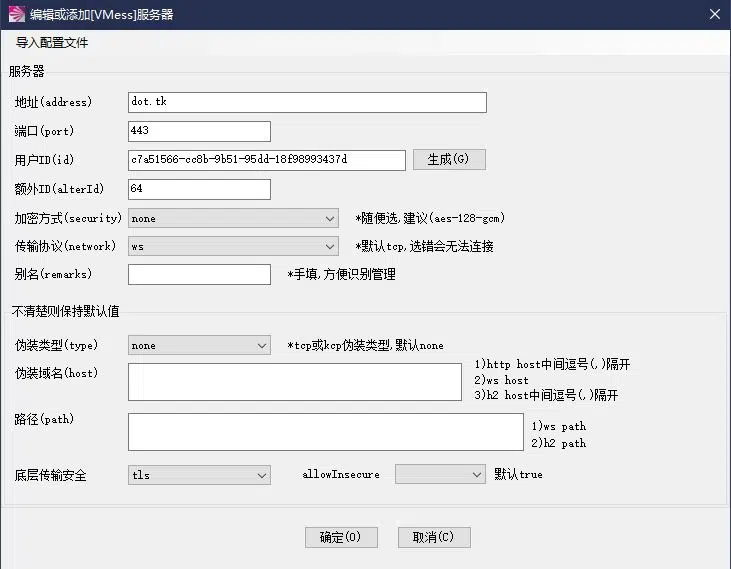 编辑或添加[VMess]服务器
导入配置文件
服务器
地址(address) dot.tk
端口(port) 443
用户ID(id) c7a51566-cc8b-9b51-95dd-18f98993437d 生成(G)
额外ID(alterId) 64
加密方式(security) none *随便选,建议(aes-128-gcm)
传输协议(network) ws *默认tcp,选错会无法连接
别名(remarks) *手填,方便识别管理
不清楚则保持默认值
伪装类型(type) none *tcp或kcp伪装类型,默认none
伪装域名(host) 1)http host中间逗号(,)隔开
2)ws host
3)h2 host中间逗号(,)隔开
路径(path) 1)ws path
2)h2 path
底层传输安全 tls allowInsecure 默认true
确定(O) 取消(C)